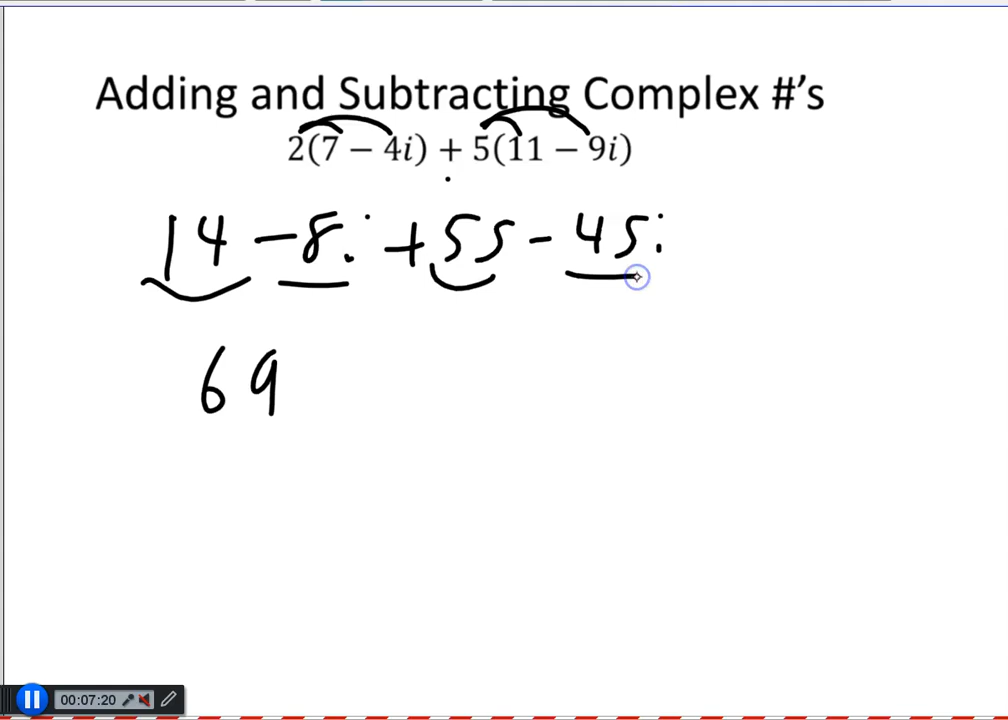 Adding and Subtracting Complex #'s
2(7 − 4i) + 5(11 − 9i)
14 − 8i + 55 − 45i
69
00:07:20